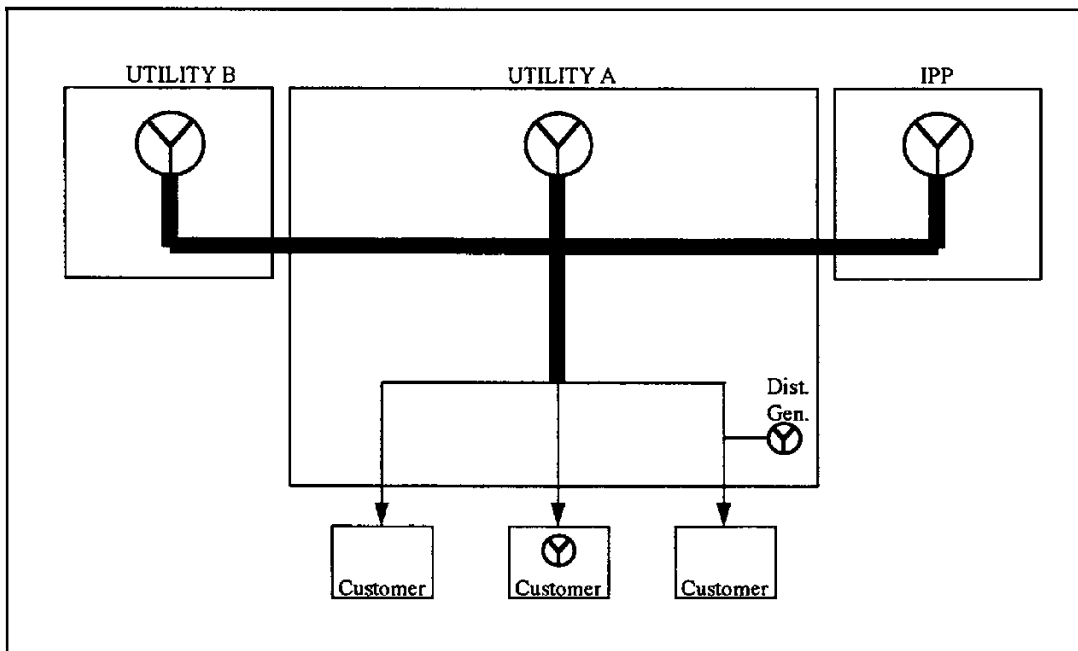 UTILITY B
UTILITY A
IPP
Dist.
Gen.
Customer
Customer
Customer